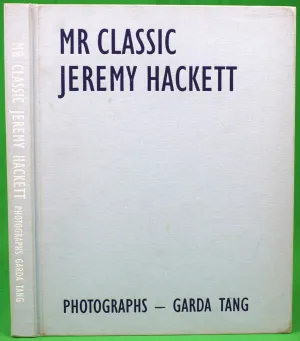 MR CLASSIC
JEREMY HACKETT
PHOTOGRAPHS – GARDA TANG
MR CLASSIC JEREMY HACKETT PHOTOGRAPHS GARDA TANG